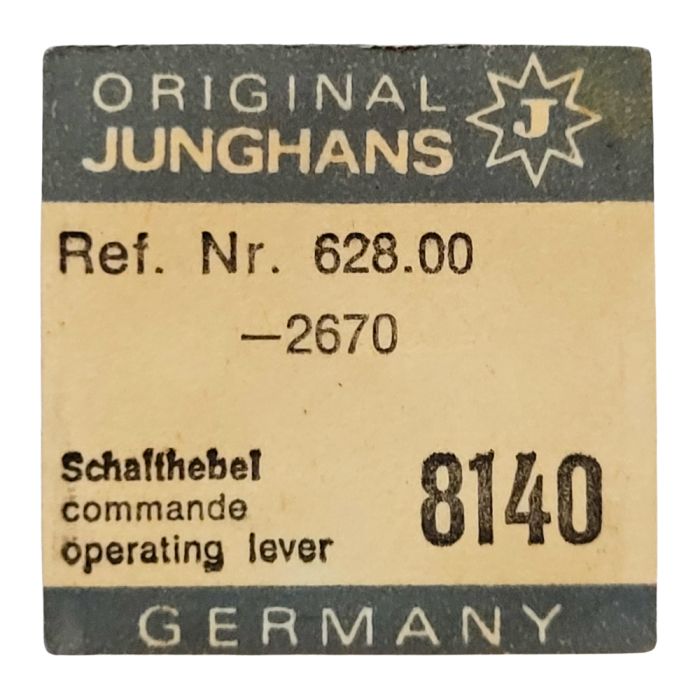 ORIGINAL
JUNGHANS
J
Ref. Nr. 628.00
—2670
Schalthebel
commande
operating lever
8140
GERMANY